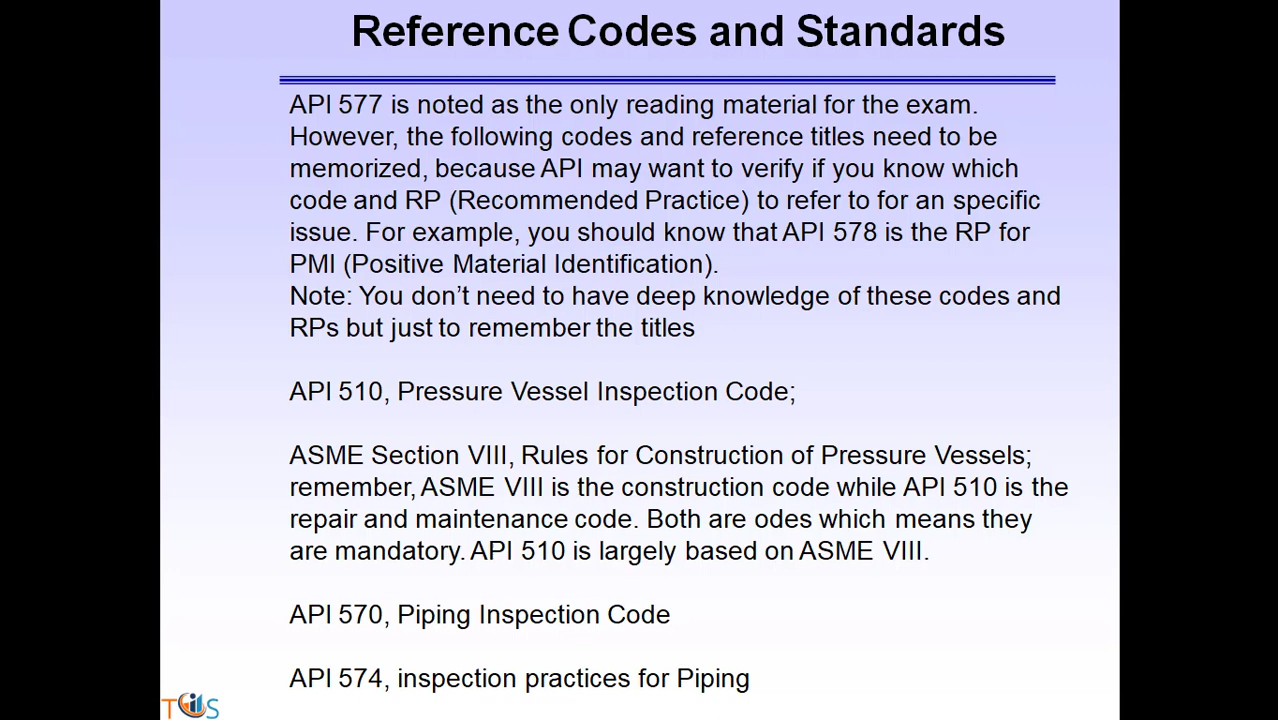 Reference Codes and Standards
API 577 is noted as the only reading material for the exam.
However, the following codes and reference titles need to be
memorized, because API may want to verify if you know which
code and RP (Recommended Practice) to refer to for an specific
issue. For example, you should know that API 578 is the RP for
PMI (Positive Material Identification).
Note: You don’t need to have deep knowledge of these codes and
RPs but just to remember the titles
API 510, Pressure Vessel Inspection Code;
ASME Section VIII, Rules for Construction of Pressure Vessels;
remember, ASME VIII is the construction code while API 510 is the
repair and maintenance code. Both are odes which means they
are mandatory. API 510 is largely based on ASME VIII.
API 570, Piping Inspection Code
API 574, inspection practices for Piping